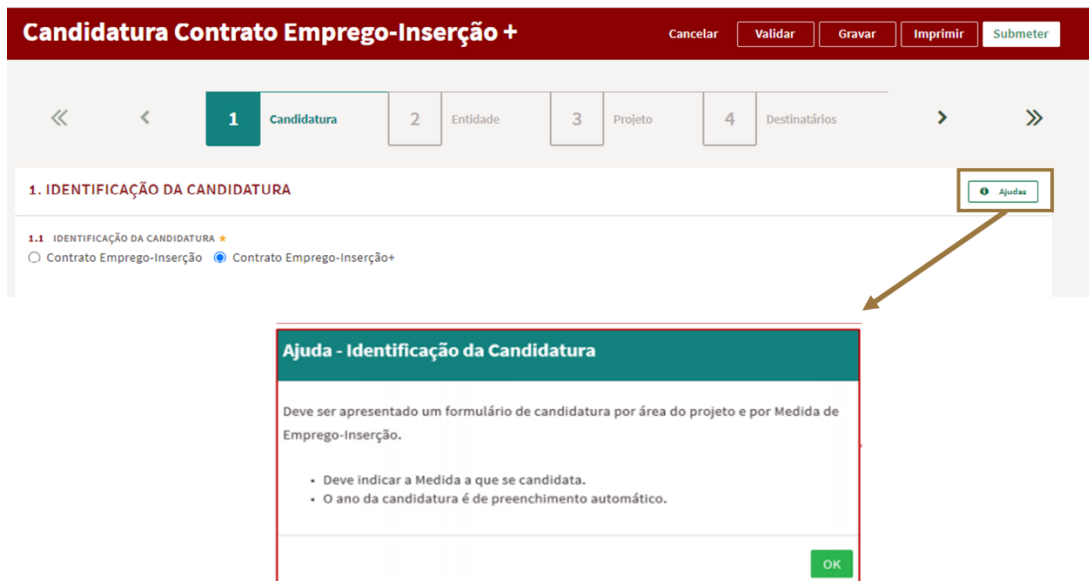 Candidatura Contrato Emprego-Inserção +
Cancelar
Validar
Gravar
Imprimir
Submeter
1 Candidatura
2 Entidade
3 Projeto
4 Destinatários
1. IDENTIFICAÇÃO DA CANDIDATURA
Ajudas
1.1 IDENTIFICAÇÃO DA CANDIDATURA
Contrato Emprego-Inserção Contrato Emprego-Inserção+
Ajuda - Identificação da Candidatura
Deve ser apresentado um formulário de candidatura por área do projeto e por Medida de
Emprego-Inserção.
• Deve indicar a Medida a que se candidata.
• O ano da candidatura é de preenchimento automático.
OK